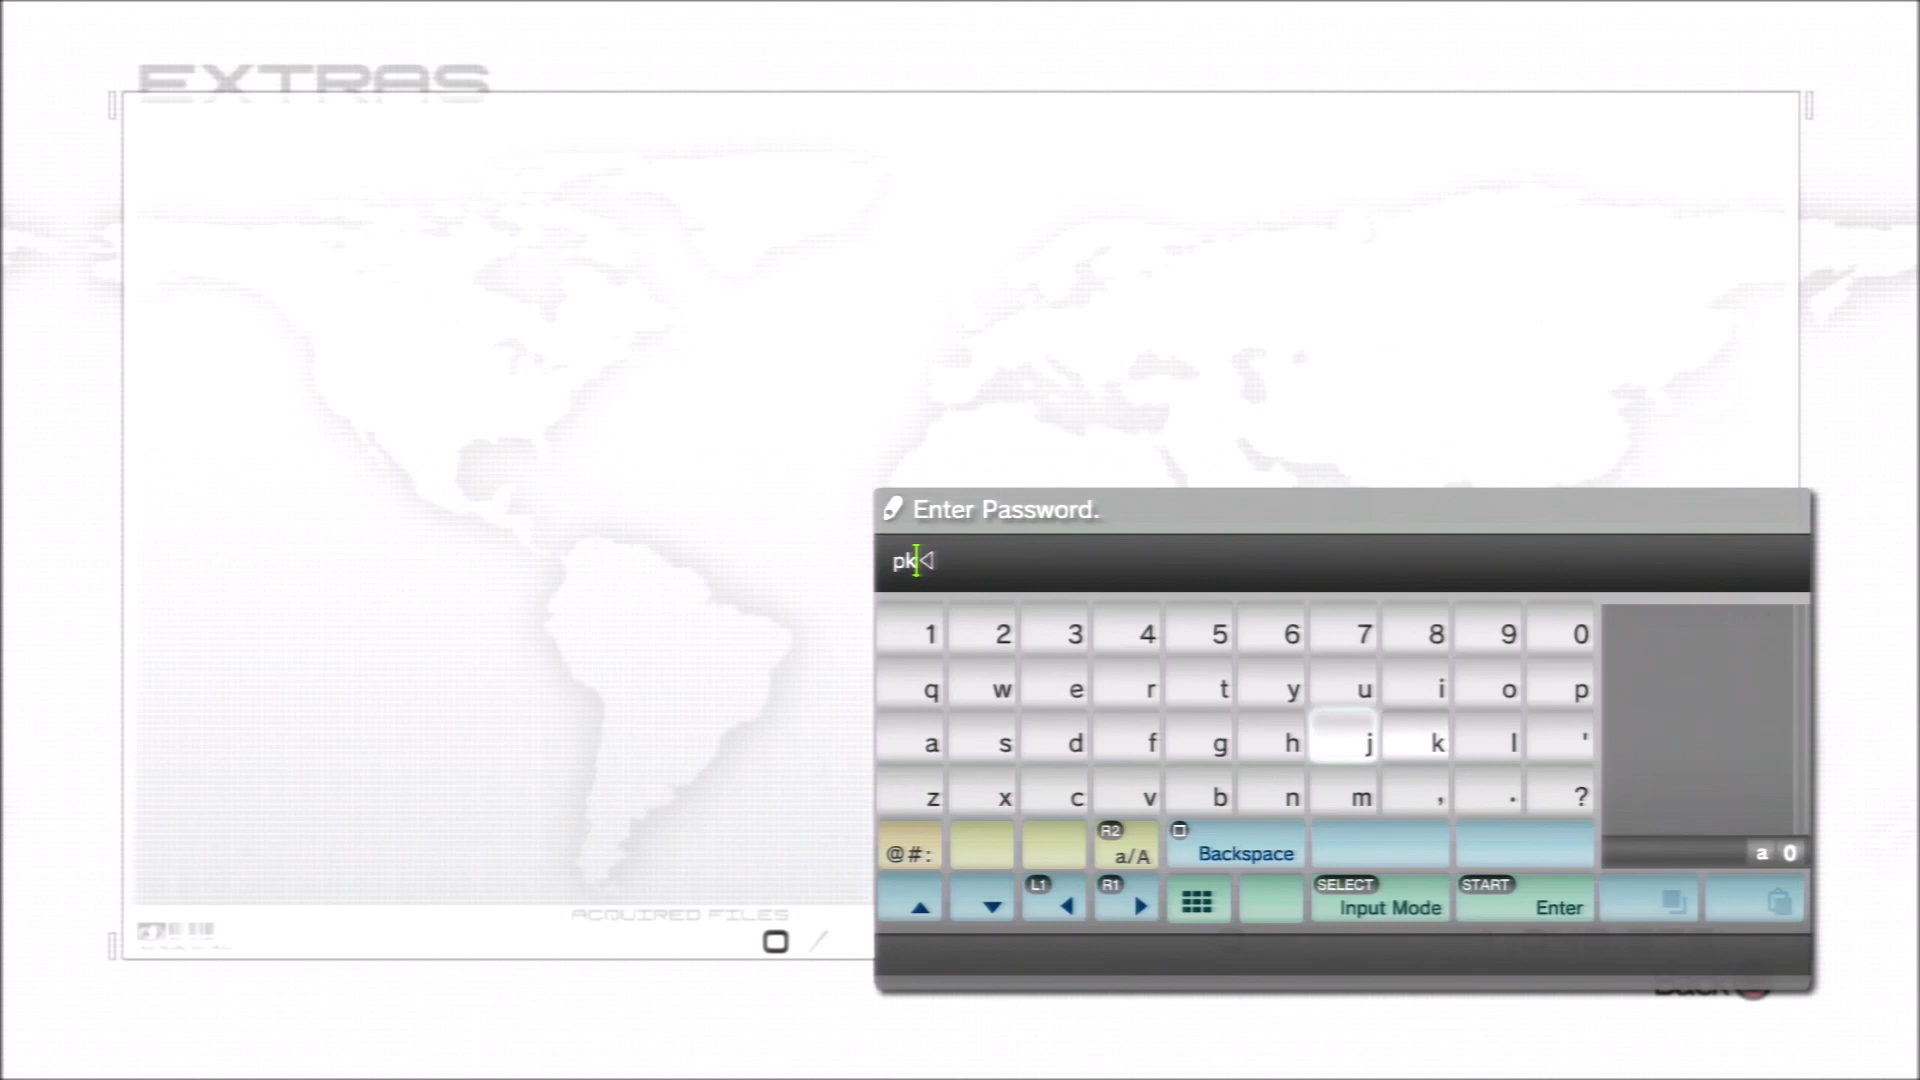 EXTRAS
Enter Password.
pk
1 2 3 4 5 6 7 8 9 0
q w e r t y u i o p
a s d f g h j k l '
z x c v b n m , . ?
@#: R2 a/A Backspace
a 0
L1 R1 SELECT Input Mode START Enter
ACQUIRED FILES
Back